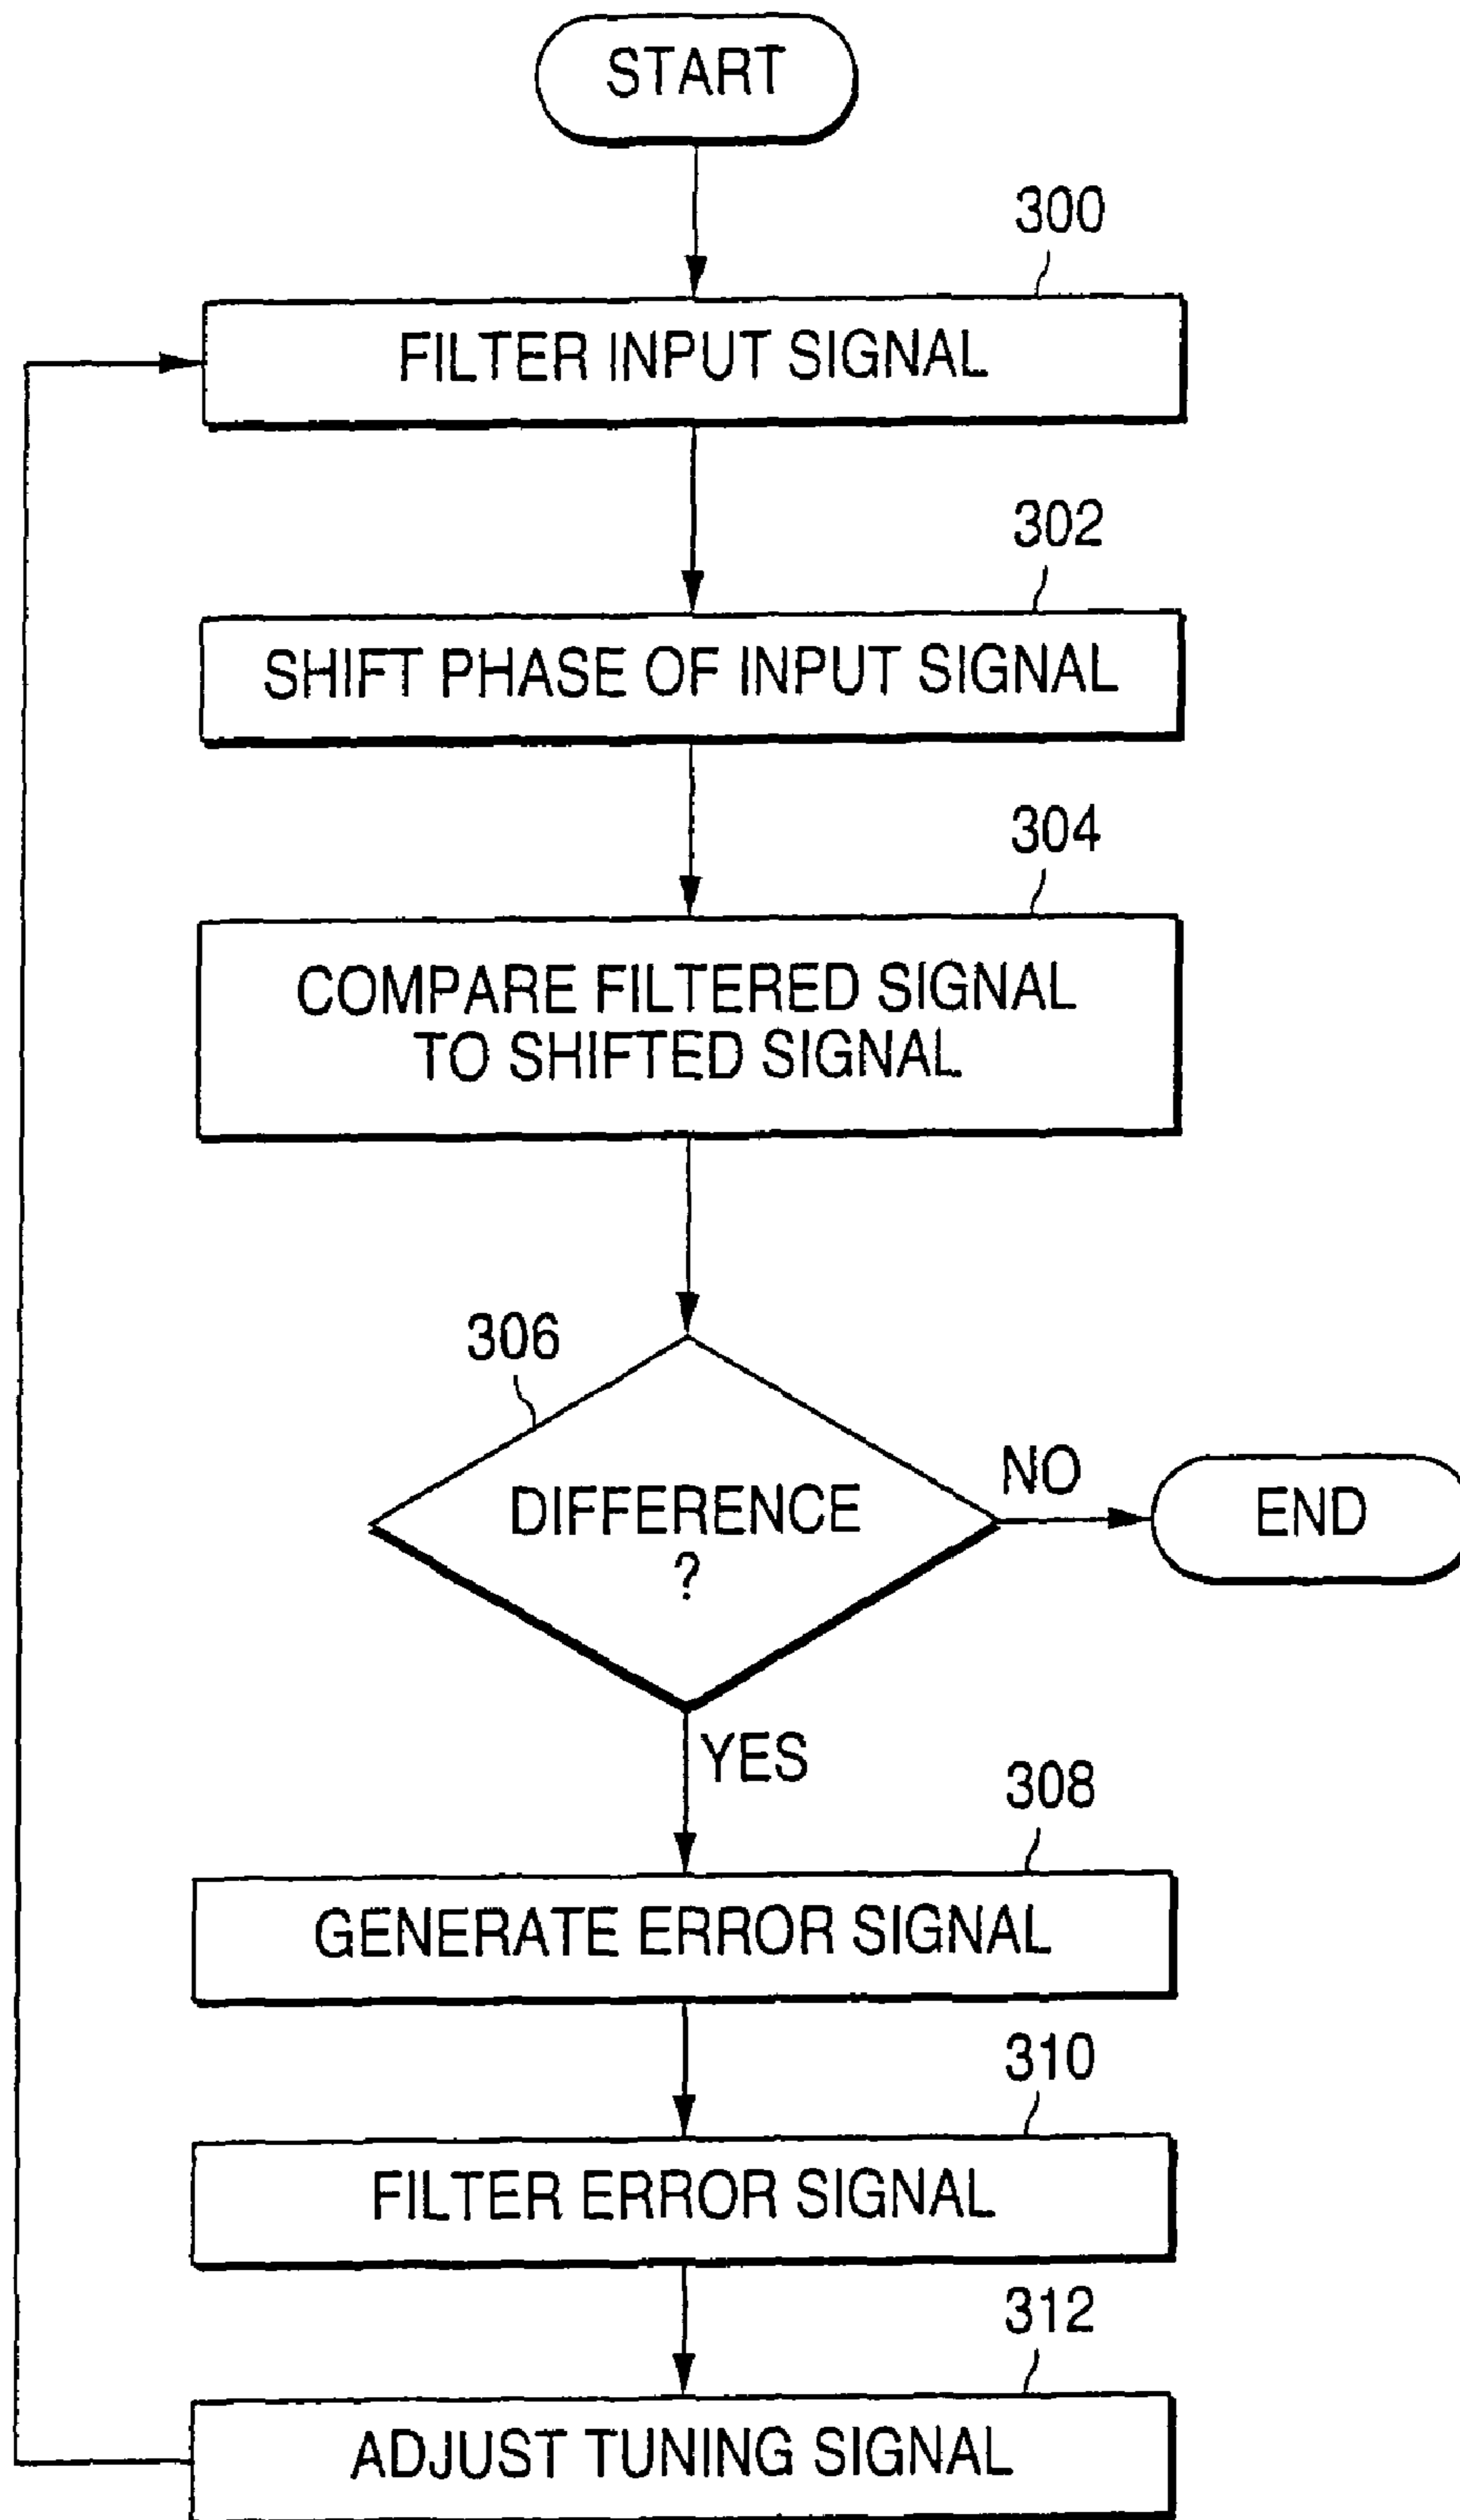 START
300
FILTER INPUT SIGNAL
302
SHIFT PHASE OF INPUT SIGNAL
304
COMPARE FILTERED SIGNAL
TO SHIFTED SIGNAL
306
DIFFERENCE
?
NO
END
YES
308
GENERATE ERROR SIGNAL
310
FILTER ERROR SIGNAL
312
ADJUST TUNING SIGNAL